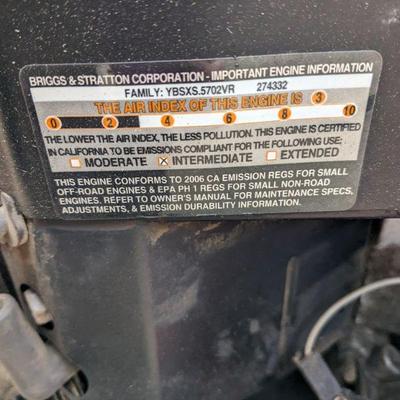 BRIGGS & STRATTON CORPORATION - IMPORTANT ENGINE INFORMATION
FAMILY: YBSXS.5702VR 274332
THE AIR INDEX OF THIS ENGINE IS 3
0 2 4 6 8 10
THE LOWER THE AIR INDEX, THE LESS POLLUTION. THIS ENGINE IS CERTIFIED
IN CALIFORNIA TO BE EMISSIONS COMPLIANT FOR THE FOLLOWING USE:
MODERATE INTERMEDIATE EXTENDED
THIS ENGINE CONFORMS TO 2006 CA EMISSION REGS FOR SMALL
OFF-ROAD ENGINES & EPA PH 1 REGS FOR SMALL NON-ROAD
ENGINES. REFER TO OWNER'S MANUAL FOR MAINTENANCE SPECS,
ADJUSTMENTS, & EMISSION DURABILITY INFORMATION.